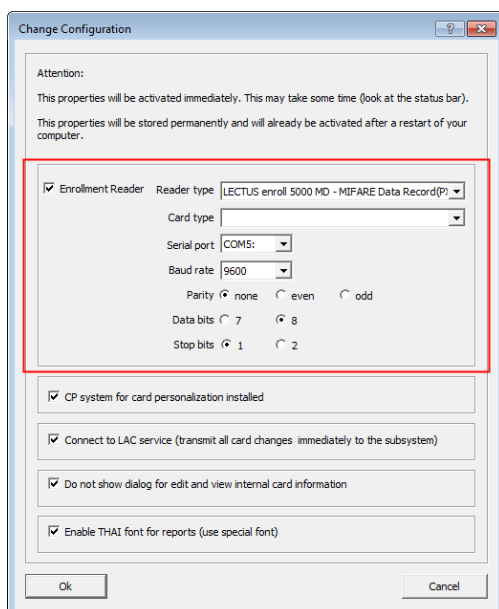 Change Configuration
Attention:
This properties will be activated immediately. This may take some time (look at the status bar).
This properties will be stored permanently and will already be activated after a restart of your
computer.
Enrollment Reader Reader type LECTUS enroll 5000 MD - MIFARE Data Record(P
Card type
Serial port COM5:
Baud rate 9600
Parity none even odd
Data bits 7 8
Stop bits 1 2
CP system for card personalization installed
Connect to LAC service (transmit all card changes immediately to the subsystem)
Do not show dialog for edit and view internal card information
Enable THAI font for reports (use special font)
Ok Cancel